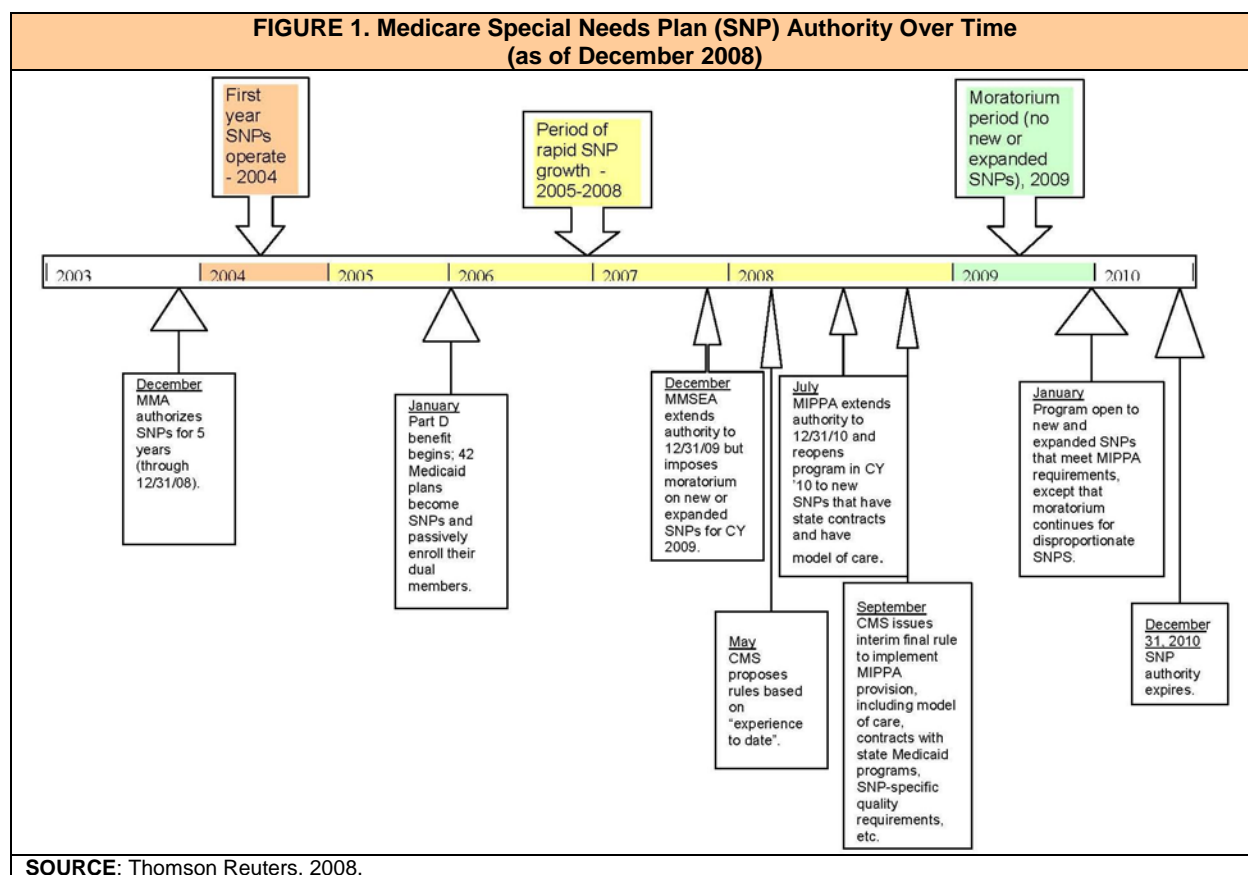 FIGURE 1. Medicare Special Needs Plan (SNP) Authority Over Time
(as of December 2008)
First
year
SNPs
operate
- 2004
Period of
rapid SNP
growth -
2005-2008
Moratorium
period (no
new or
expanded
SNPs), 2009
2003
2004
2005
2006
2007
2008
2009
2010
December
MMA
authorizes
SNPs for 5
years
(through
12/31/08).
January
Part D
benefit
begins; 42
Medicaid
plans
become
SNPs and
passively
enroll their
dual
members.
December
MMSEA
extends
authority to
12/31/09 but
imposes
moratorium
on new or
expanded
SNPs for CY
2009.
May
CMS
proposes
rules based
on
“experience
to date”.
July
MIPPA extends
authority to
12/31/10 and
reopens
program in CY
’10 to new
SNPs that have
state contracts
and have
model of care.
September
CMS issues
interim final rule
to implement
MIPPA
provision,
including model
of care,
contracts with
state Medicaid
programs,
SNP-specific
quality
requirements,
etc.
January
Program open to
new and
expanded SNPs
that meet MIPPA
requirements,
except that
moratorium
continues for
disproportionate
SNPS.
December
31, 2010
SNP
authority
expires.
SOURCE: Thomson Reuters, 2008.